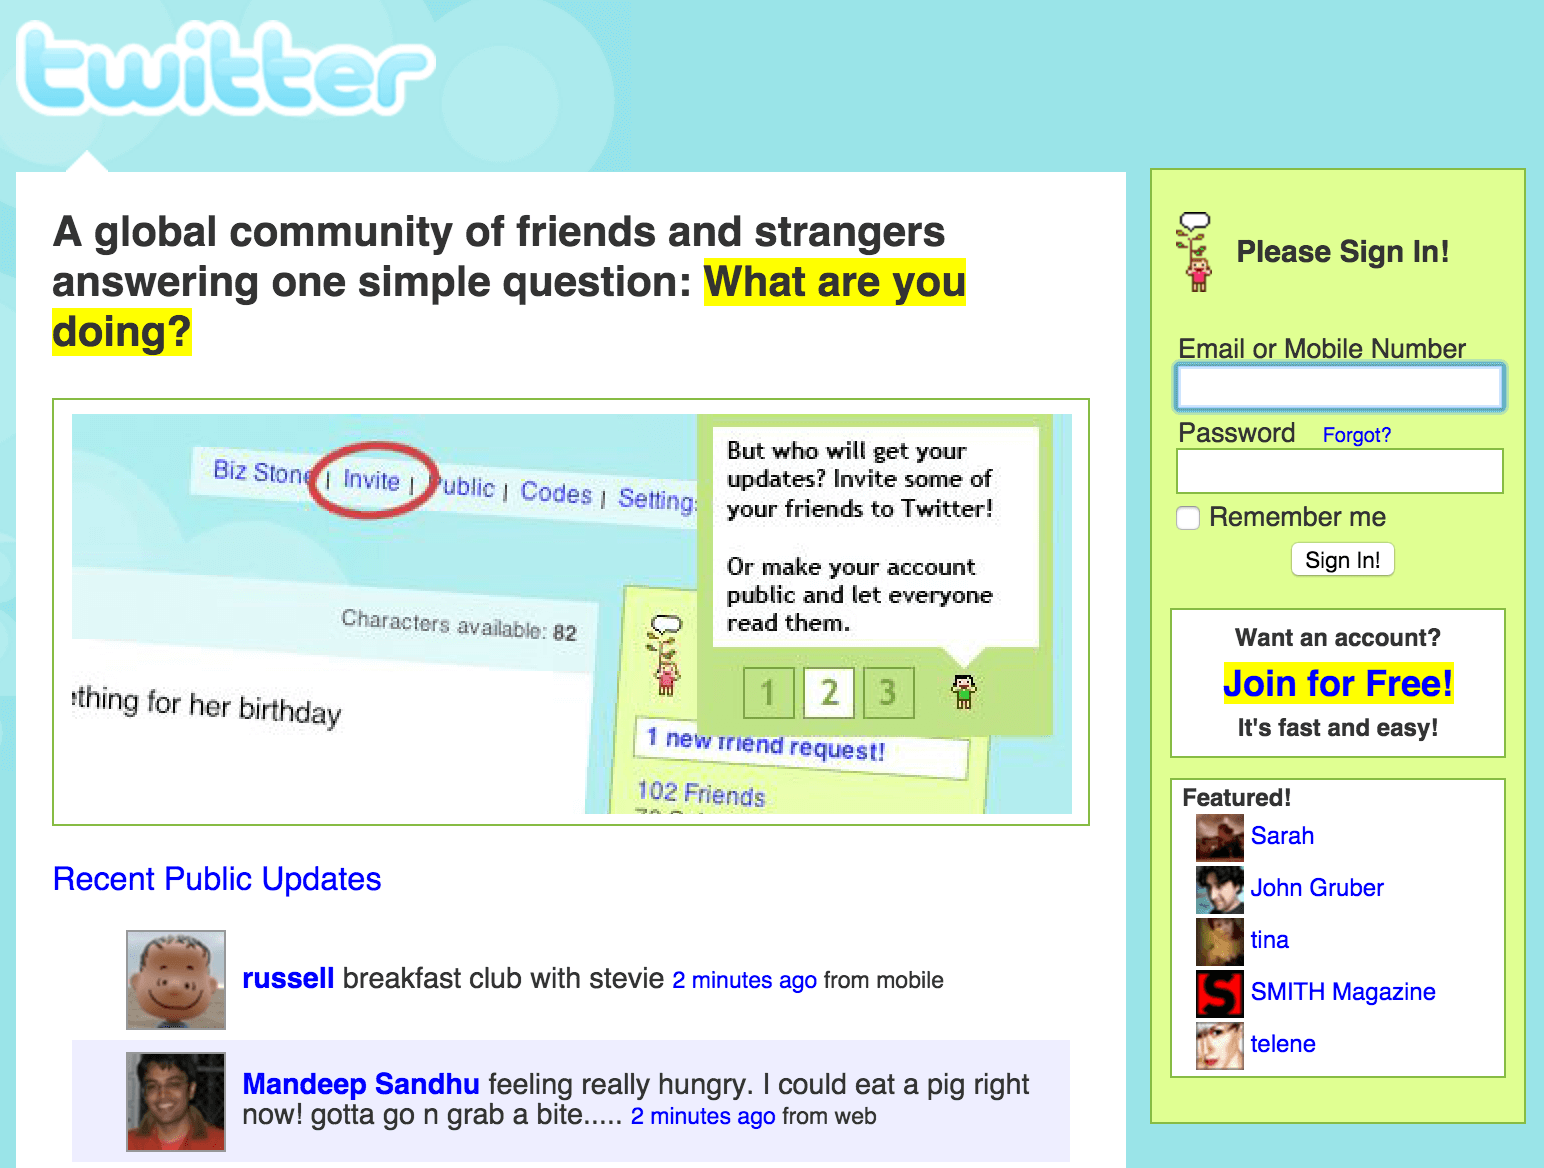 twitter
A global community of friends and strangers
answering one simple question: What are you
doing?
Biz Stone | Invite | Public | Codes | Settings
Characters available: 82
thing for her birthday
But who will get your
updates? Invite some of
your friends to Twitter!
Or make your account
public and let everyone
read them.
1 2 3
1 new friend request!
102 Friends
Recent Public Updates
russell breakfast club with stevie 2 minutes ago from mobile
Mandeep Sandhu feeling really hungry. I could eat a pig right
now! gotta go n grab a bite..... 2 minutes ago from web
Please Sign In!
Email or Mobile Number
Password Forgot?
Remember me
Sign In!
Want an account?
Join for Free!
It's fast and easy!
Featured!
Sarah
John Gruber
tina
S
SMITH Magazine
telene